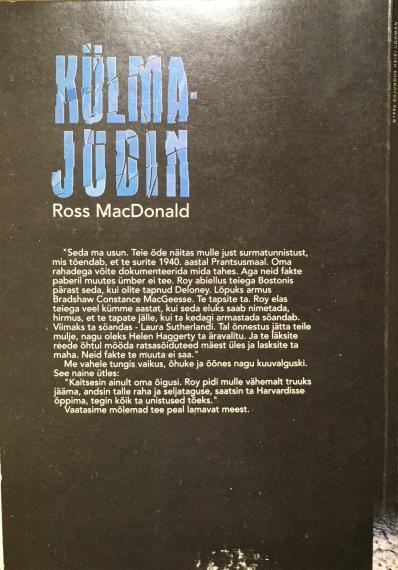 KÜLMA-
JUDIN
Ross MacDonald
"Seda ma usun. Teie õde näitas mulle just surmatunnistust,
mis tõendab, et te surite 1940. aastal Prantsusmaal. Oma
rahadega võite dokumenteerida mida tahes. Aga neid fakte
paberil muutes ümber ei tee. Roy abiellus teiega Bostonis
pärast seda, kui olite tapnud Deloney. Lõpuks armus
Bradshaw Constance MacGeesse. Te tapsite ta. Roy elas
teiega veel kümme aastat, kui seda eluks saab nimetada,
hirmus, et te tapate jälle, kui ta kedagi armastada söandab.
Viimaks ta söandas - Laura Sutherlandi. Tal õnnestus jätta teile
mulje, nagu oleks Helen Haggerty ta äravalitu. Ja te läksite
reede õhtul mööda ratsasõiduteed mäest üles ja lasksite ta
maha. Neid fakte te muuta ei saa."
Me vahele tungis vaikus, õhuke ja õõnes nagu kuuvalguski.
See naine ütles:
"Kaitsesin ainult oma õigusi. Roy pidi mulle vähemalt truuks
jääma, andsin talle raha ja seljataguse, saatsin ta Harvardisse
õppima, tegin kõik ta unistused tõeks."
Vaatasime mõlemad tee peal lamavat meest.